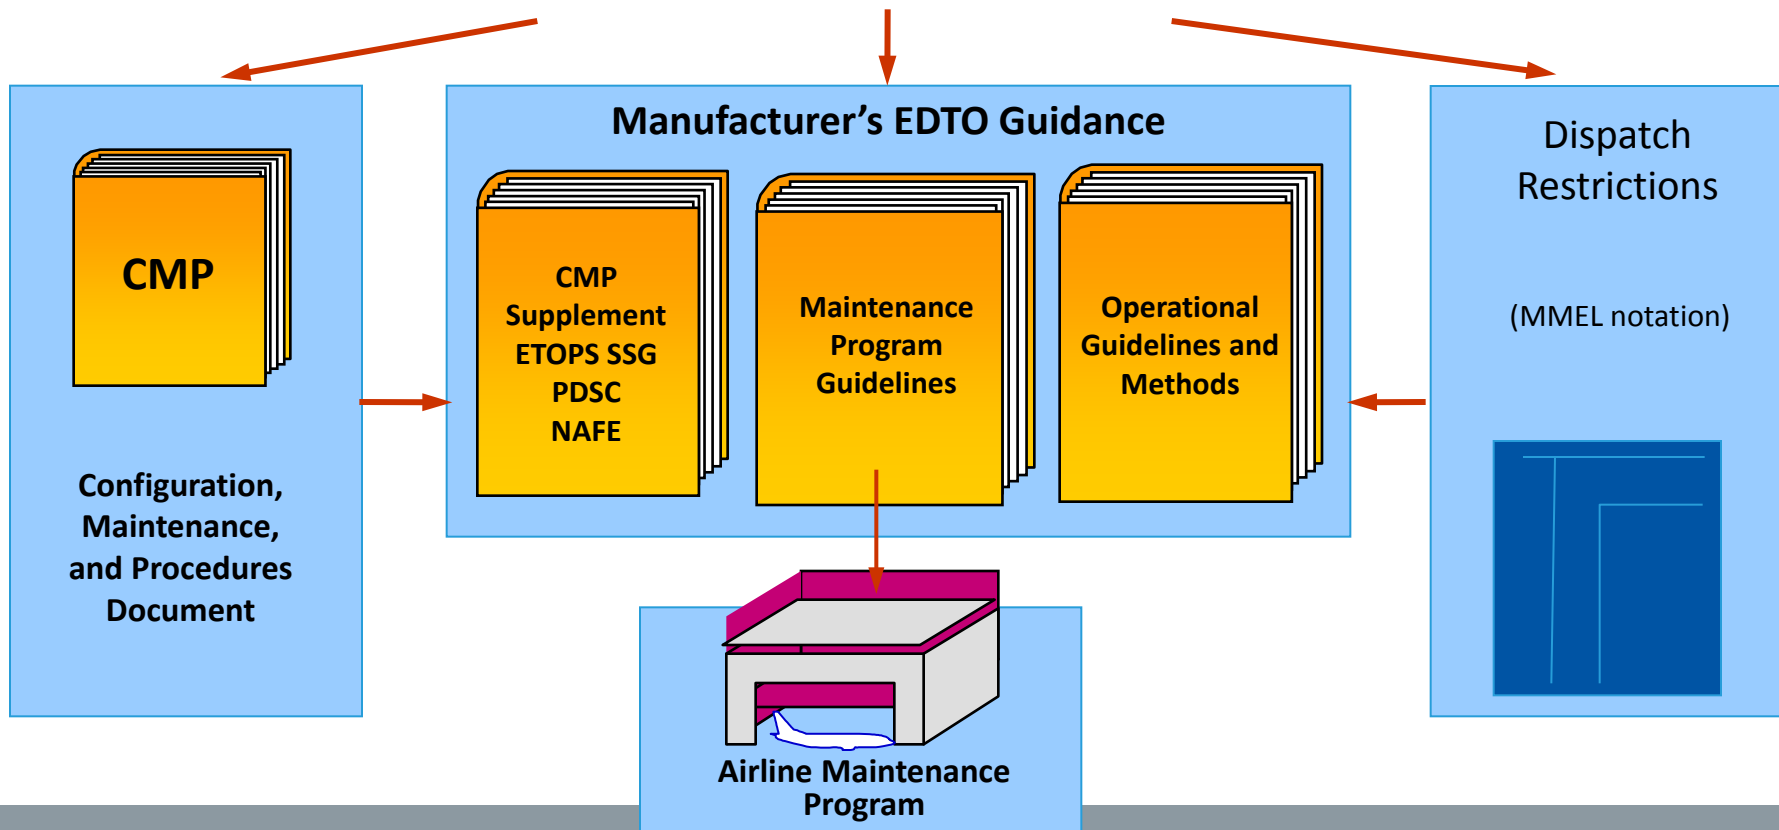 CMP
Configuration,
Maintenance,
and Procedures
Document
Manufacturer’s EDTO Guidance
CMP
Supplement
ETOPS SSG
PDSC
NAFE
Maintenance
Program
Guidelines
Operational
Guidelines and
Methods
Dispatch
Restrictions
(MMEL notation)
Airline Maintenance
Program